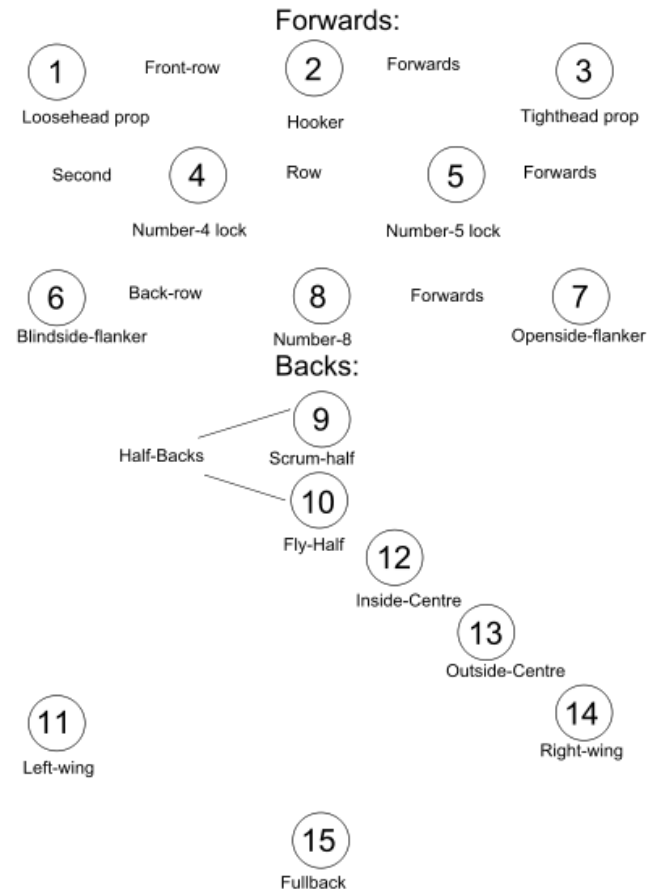 Forwards:
1 Front-row 2 Forwards 3
Loosehead prop Hooker Tighthead prop
Second 4 Row 5 Forwards
Number-4 lock Number-5 lock
6 Back-row 8 Forwards 7
Blindside-flanker Number-8 Openside-flanker
Backs:
9
Half-Backs Scrum-half
10
Fly-Half
12
Inside-Centre
13
Outside-Centre
11 14
Left-wing Right-wing
15
Fullback